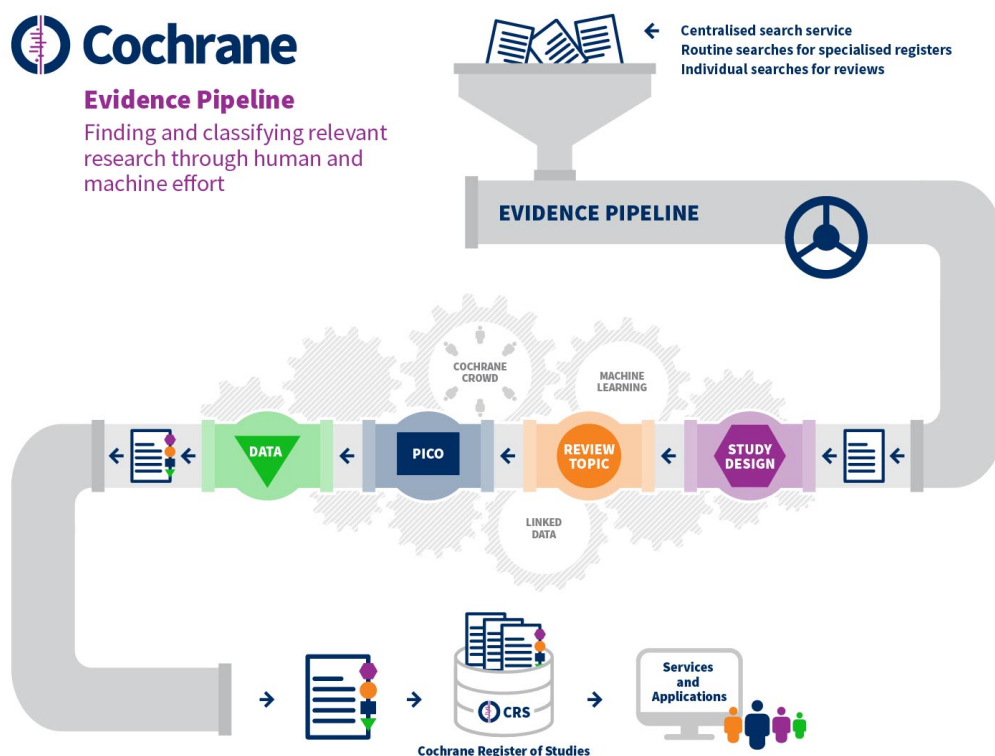 Cochrane
Evidence Pipeline
Finding and classifying relevant
research through human and
machine effort
Centralised search service
Routine searches for specialised registers
Individual searches for reviews
EVIDENCE PIPELINE
COCHRANE
CROWD
MACHINE
LEARNING
DATA
PICO
REVIEW
TOPIC
STUDY
DESIGN
LINKED
DATA
CRS
Cochrane Register of Studies
Services
and
Applications